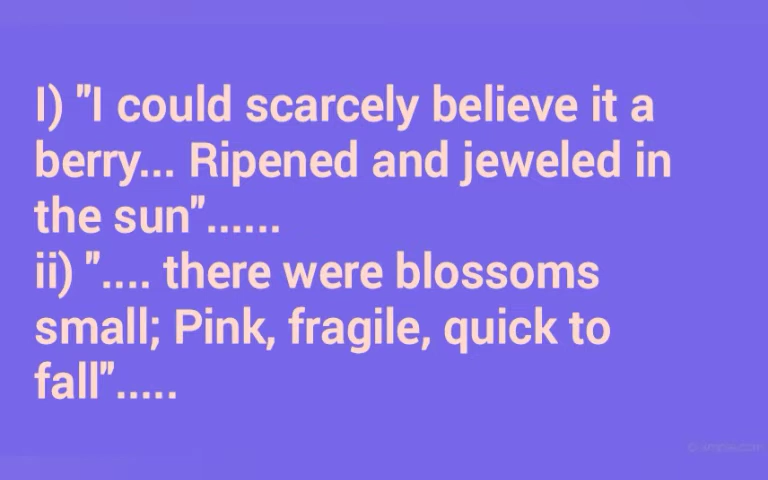 I) "I could scarcely believe it a
berry... Ripened and jeweled in
the sun"......
ii) ".... there were blossoms
small; Pink, fragile, quick to
fall".....